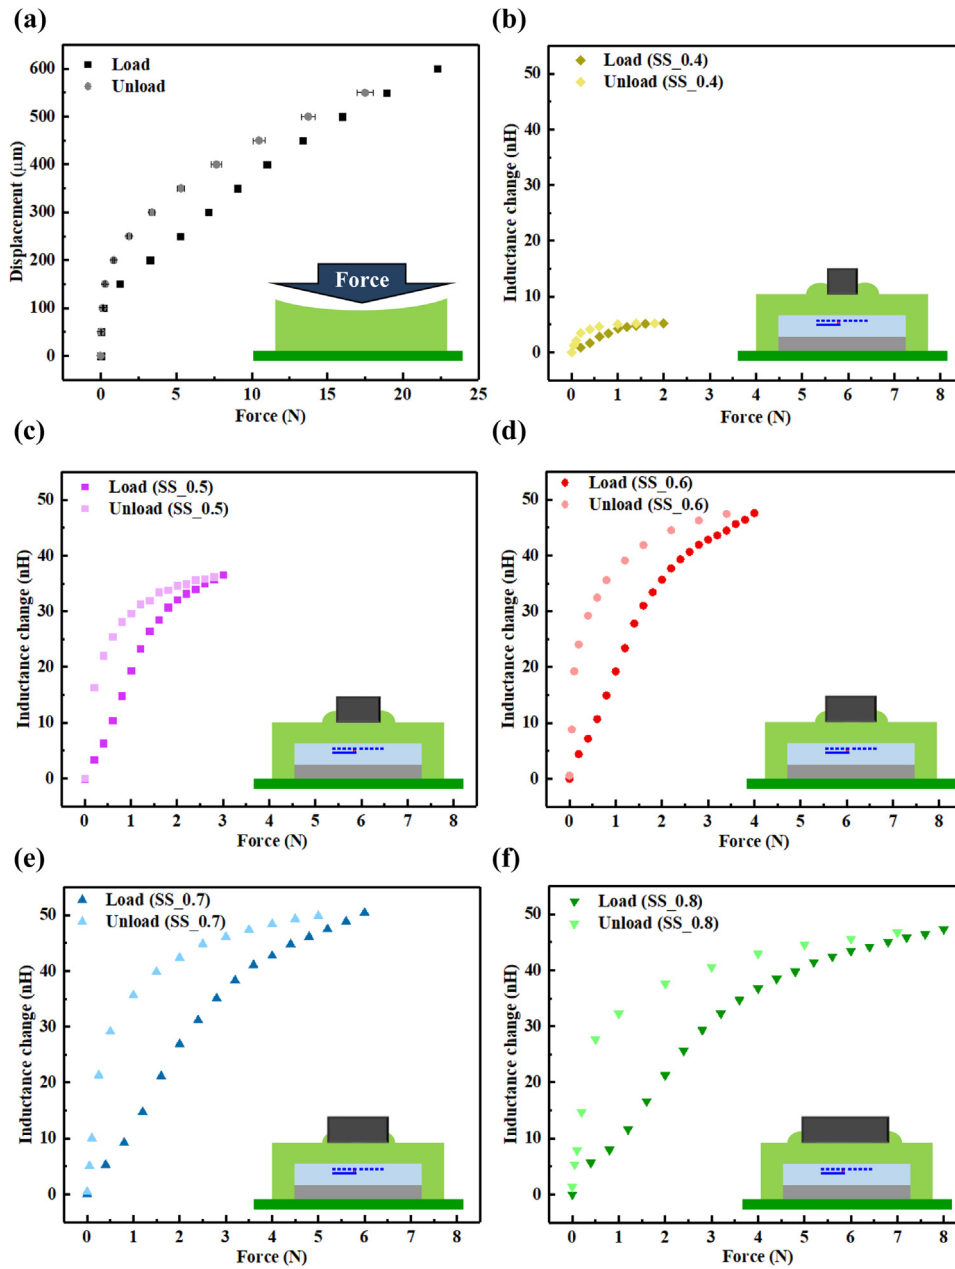 (a)
Load
Unload
600
500
400
300
200
100
0
Displacement (μm)
0 5 10 15 20 25
Force (N)
Force
(b)
Load (SS_0.4)
Unload (SS_0.4)
50
40
30
20
10
0
Inductance change (nH)
0 1 2 3 4 5 6 7 8
Force (N)
(c)
Load (SS_0.5)
Unload (SS_0.5)
50
40
30
20
10
0
Inductance change (nH)
0 1 2 3 4 5 6 7 8
Force (N)
(d)
Load (SS_0.6)
Unload (SS_0.6)
50
40
30
20
10
0
Inductance change (nH)
0 1 2 3 4 5 6 7 8
Force (N)
(e)
Load (SS_0.7)
Unload (SS_0.7)
50
40
30
20
10
0
Inductance change (nH)
0 1 2 3 4 5 6 7 8
Force (N)
(f)
Load (SS_0.8)
Unload (SS_0.8)
50
40
30
20
10
0
Inductance change (nH)
0 1 2 3 4 5 6 7 8
Force (N)